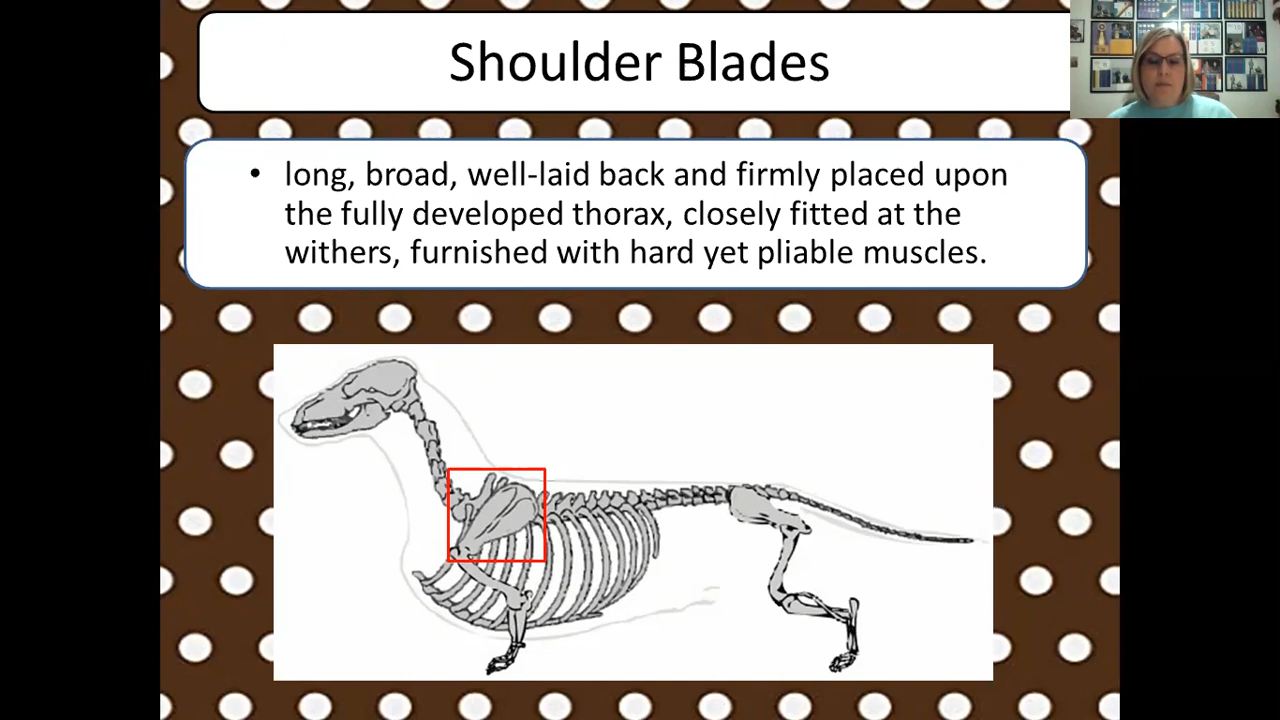 Shoulder Blades
• long, broad, well-laid back and firmly placed upon
the fully developed thorax, closely fitted at the
withers, furnished with hard yet pliable muscles.